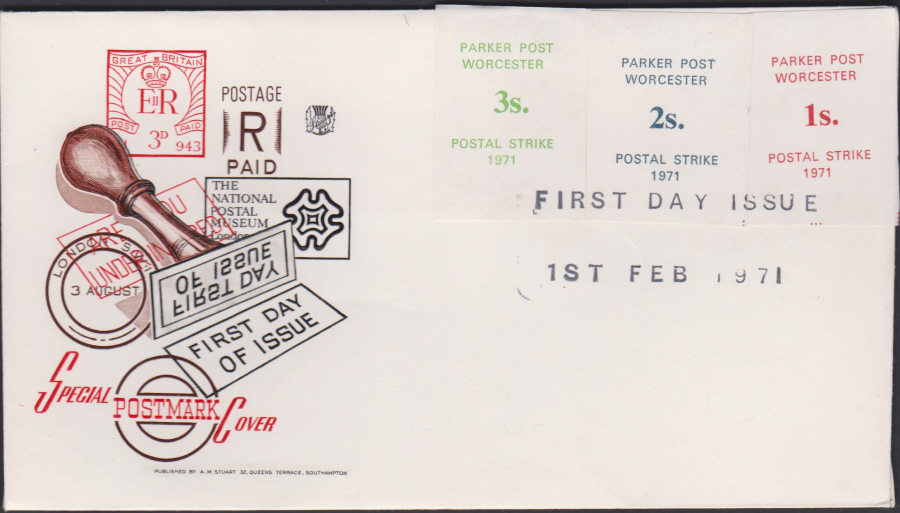 GREAT BRITAIN
EIIR
POST PAID
3D 943
POSTAGE
R
PAID
THE
NATIONAL
POSTAL
MUSEUM
London
ARE YOU
LONDON S.W.
3 AUGUST
FIRST DAY
OF ISSUE
FIRST DAY
OF ISSUE
SPECIAL
POSTMARK
COVER
PUBLISHED BY A. M. STUART 32, QUEENS TERRACE, SOUTHAMPTON
PARKER POST
WORCESTER
3s.
POSTAL STRIKE
1971
PARKER POST
WORCESTER
2s.
POSTAL STRIKE
1971
PARKER POST
WORCESTER
1s.
POSTAL STRIKE
1971
FIRST DAY ISSUE
1ST FEB 1971